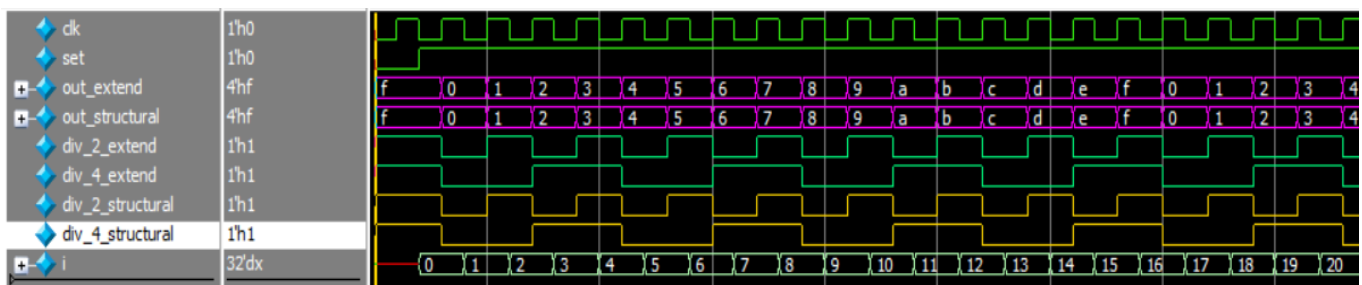 clk 1'h0
set 1'h0
out_extend 4'hf f 0 1 2 3 4 5 6 7 8 9 a b c d e f 0 1 2 3 4
out_structural 4'hf f 0 1 2 3 4 5 6 7 8 9 a b c d e f 0 1 2 3 4
div_2_extend 1'h1
div_4_extend 1'h1
div_2_structural 1'h1
div_4_structural 1'h1
i 32'dx 0 1 2 3 4 5 6 7 8 9 10 11 12 13 14 15 16 17 18 19 20